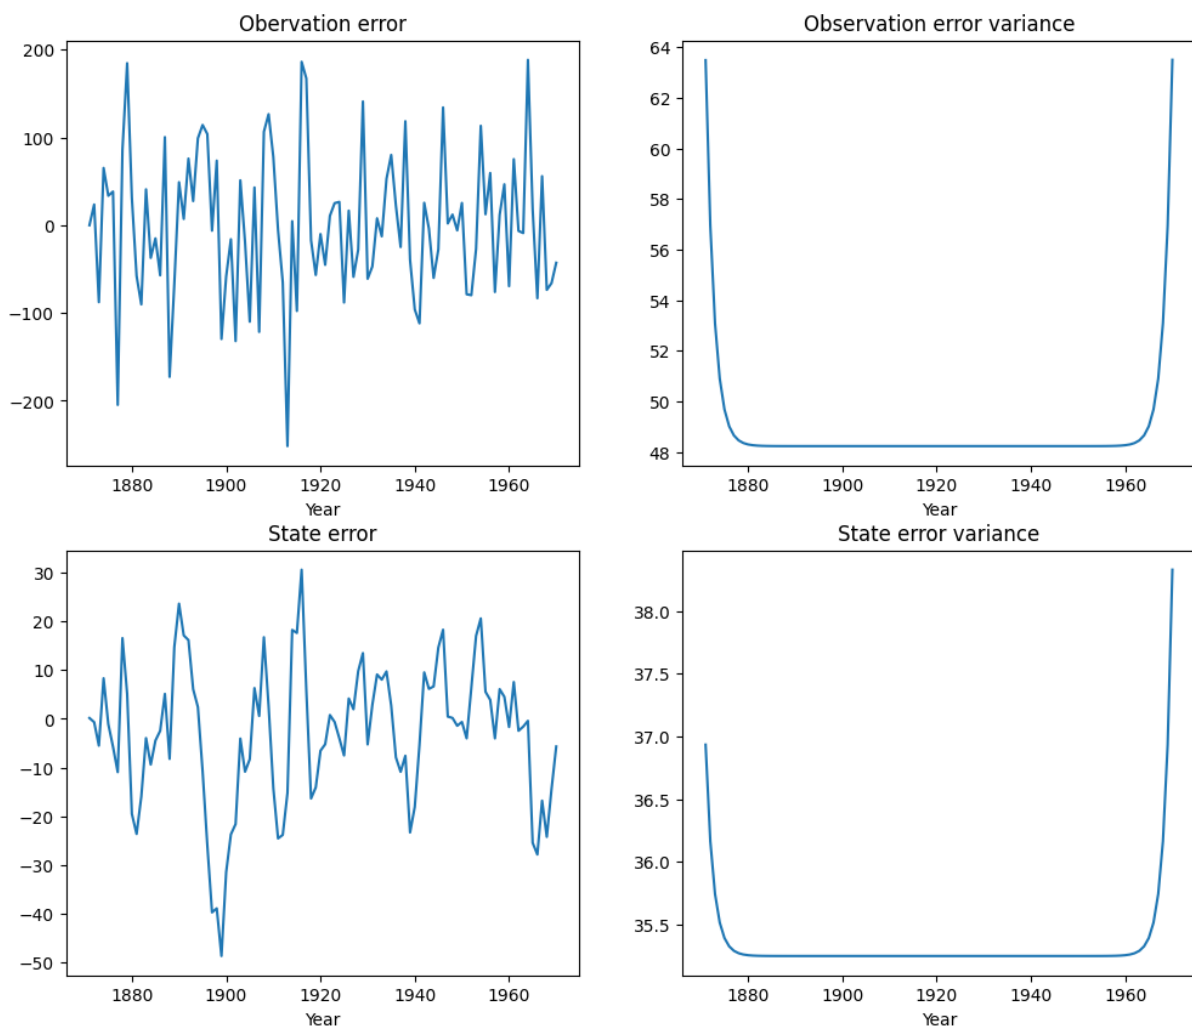 Obervation error
200
100
0
−100
−200
1880 1900 1920 1940 1960
Year
Observation error variance
64
62
60
58
56
54
52
50
48
1880 1900 1920 1940 1960
Year
State error
30
20
10
0
−10
−20
−30
−40
−50
1880 1900 1920 1940 1960
Year
State error variance
38.0
37.5
37.0
36.5
36.0
35.5
1880 1900 1920 1940 1960
Year